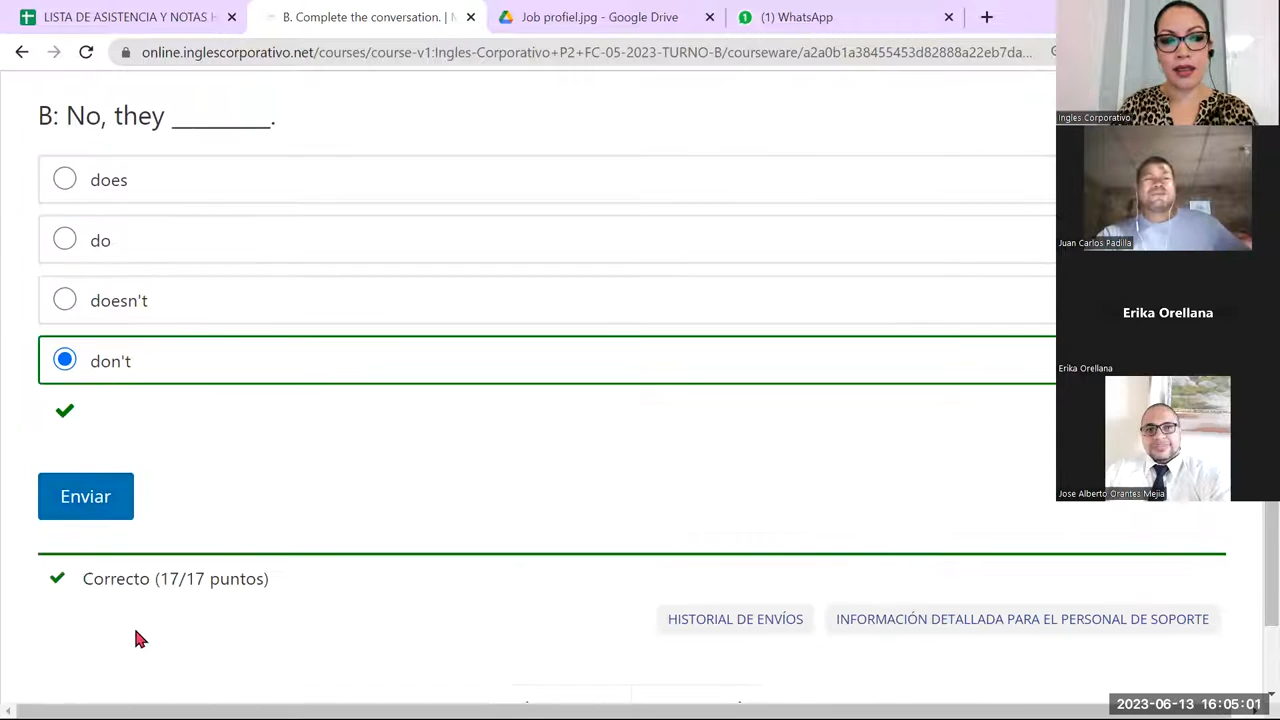 LISTA DE ASISTENCIA Y NOTAS H
B. Complete the conversation. |
Job profiel.jpg - Google Drive
(1) WhatsApp
online.inglescorporativo.net/courses/course-v1:Ingles-Corporativo+P2+FC-05-2023-TURNO-B/courseware/a2a0b1a38455453d82888a22eb7da...
B: No, they _________.
does
do
doesn't
don't
Enviar
Correcto (17/17 puntos)
HISTORIAL DE ENVÍOS
INFORMACIÓN DETALLADA PARA EL PERSONAL DE SOPORTE
Ingles Corporativo
Juan Carlos Padilla
Erika Orellana
Erika Orellana
Jose Alberto Orantes Mejia
2023-06-13 16:05:01